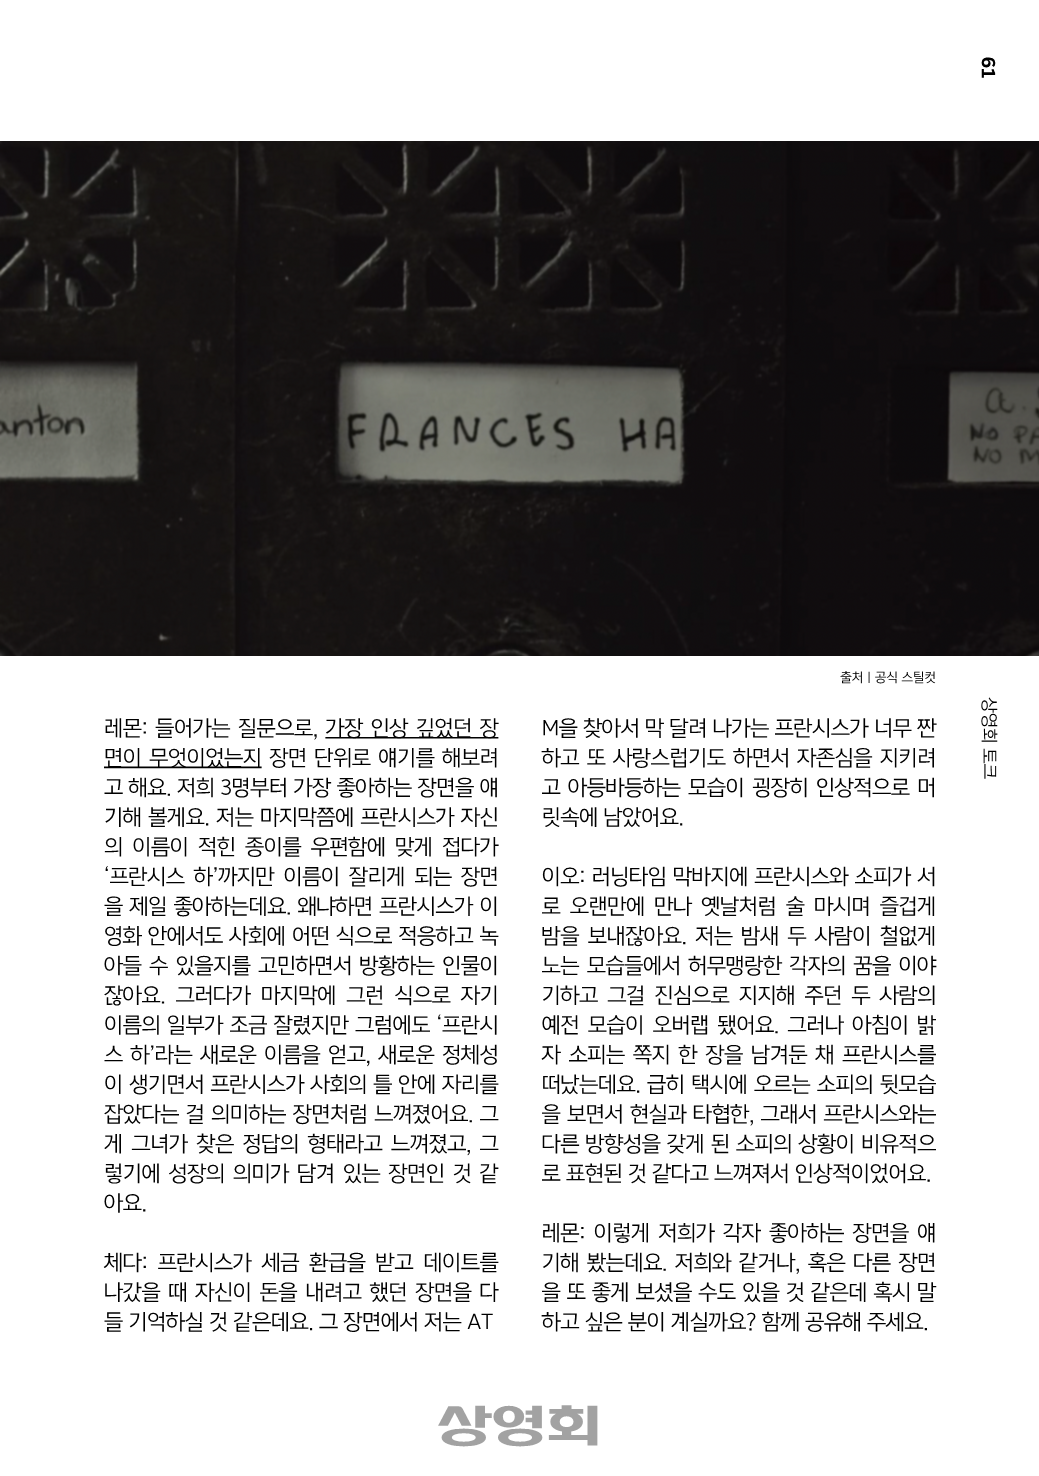 61
anton
FRANCES HA
a.
NO PA
NO M
출처 | 공식 스틸컷
상영회 토크
레몬: 들어가는 질문으로, 가장 인상 깊었던 장
면이 무엇이었는지 장면 단위로 얘기를 해보려
고 해요. 저희 3명부터 가장 좋아하는 장면을 얘
기해 볼게요. 저는 마지막쯤에 프란시스가 자신
의 이름이 적힌 종이를 우편함에 맞게 접다가
‘프란시스 하’까지만 이름이 잘리게 되는 장면
을 제일 좋아하는데요. 왜냐하면 프란시스가 이
영화 안에서도 사회에 어떤 식으로 적응하고 녹
아들 수 있을지를 고민하면서 방황하는 인물이
잖아요. 그러다가 마지막에 그런 식으로 자기
이름의 일부가 조금 잘렸지만 그럼에도 ‘프란시
스 하’라는 새로운 이름을 얻고, 새로운 정체성
이 생기면서 프란시스가 사회의 틀 안에 자리를
잡았다는 걸 의미하는 장면처럼 느껴졌어요. 그
게 그녀가 찾은 정답의 형태라고 느껴졌고, 그
렇기에 성장의 의미가 담겨 있는 장면인 것 같
아요.
체다: 프란시스가 세금 환급을 받고 데이트를
나갔을 때 자신이 돈을 내려고 했던 장면을 다
들 기억하실 것 같은데요. 그 장면에서 저는 AT
M을 찾아서 막 달려 나가는 프란시스가 너무 짠
하고 또 사랑스럽기도 하면서 자존심을 지키려
고 아등바등하는 모습이 굉장히 인상적으로 머
릿속에 남았어요.
이오: 러닝타임 막바지에 프란시스와 소피가 서
로 오랜만에 만나 옛날처럼 술 마시며 즐겁게
밤을 보내잖아요. 저는 밤새 두 사람이 철없게
노는 모습들에서 허무맹랑한 각자의 꿈을 이야
기하고 그걸 진심으로 지지해 주던 두 사람의
예전 모습이 오버랩 됐어요. 그러나 아침이 밝
자 소피는 쪽지 한 장을 남겨둔 채 프란시스를
떠났는데요. 급히 택시에 오르는 소피의 뒷모습
을 보면서 현실과 타협한, 그래서 프란시스와는
다른 방향성을 갖게 된 소피의 상황이 비유적으
로 표현된 것 같다고 느껴져서 인상적이었어요.
레몬: 이렇게 저희가 각자 좋아하는 장면을 얘
기해 봤는데요. 저희와 같거나, 혹은 다른 장면
을 또 좋게 보셨을 수도 있을 것 같은데 혹시 말
하고 싶은 분이 계실까요? 함께 공유해 주세요.
상영회